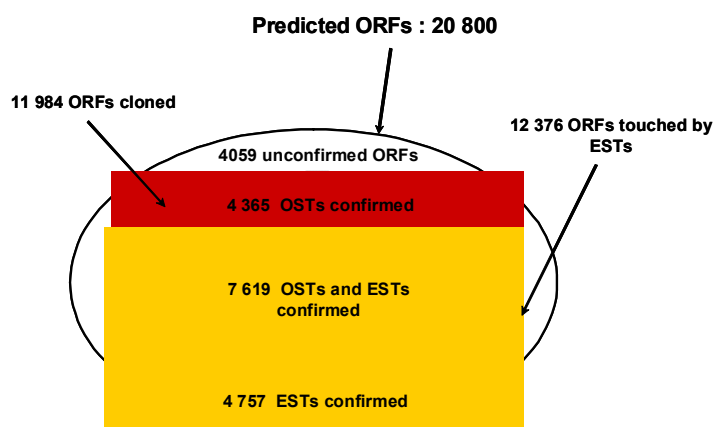 Predicted ORFs : 20 800
11 984 ORFs cloned
12 376 ORFs touched by
ESTs
4059 unconfirmed ORFs
4 365 OSTs confirmed
7 619 OSTs and ESTs
confirmed
4 757 ESTs confirmed